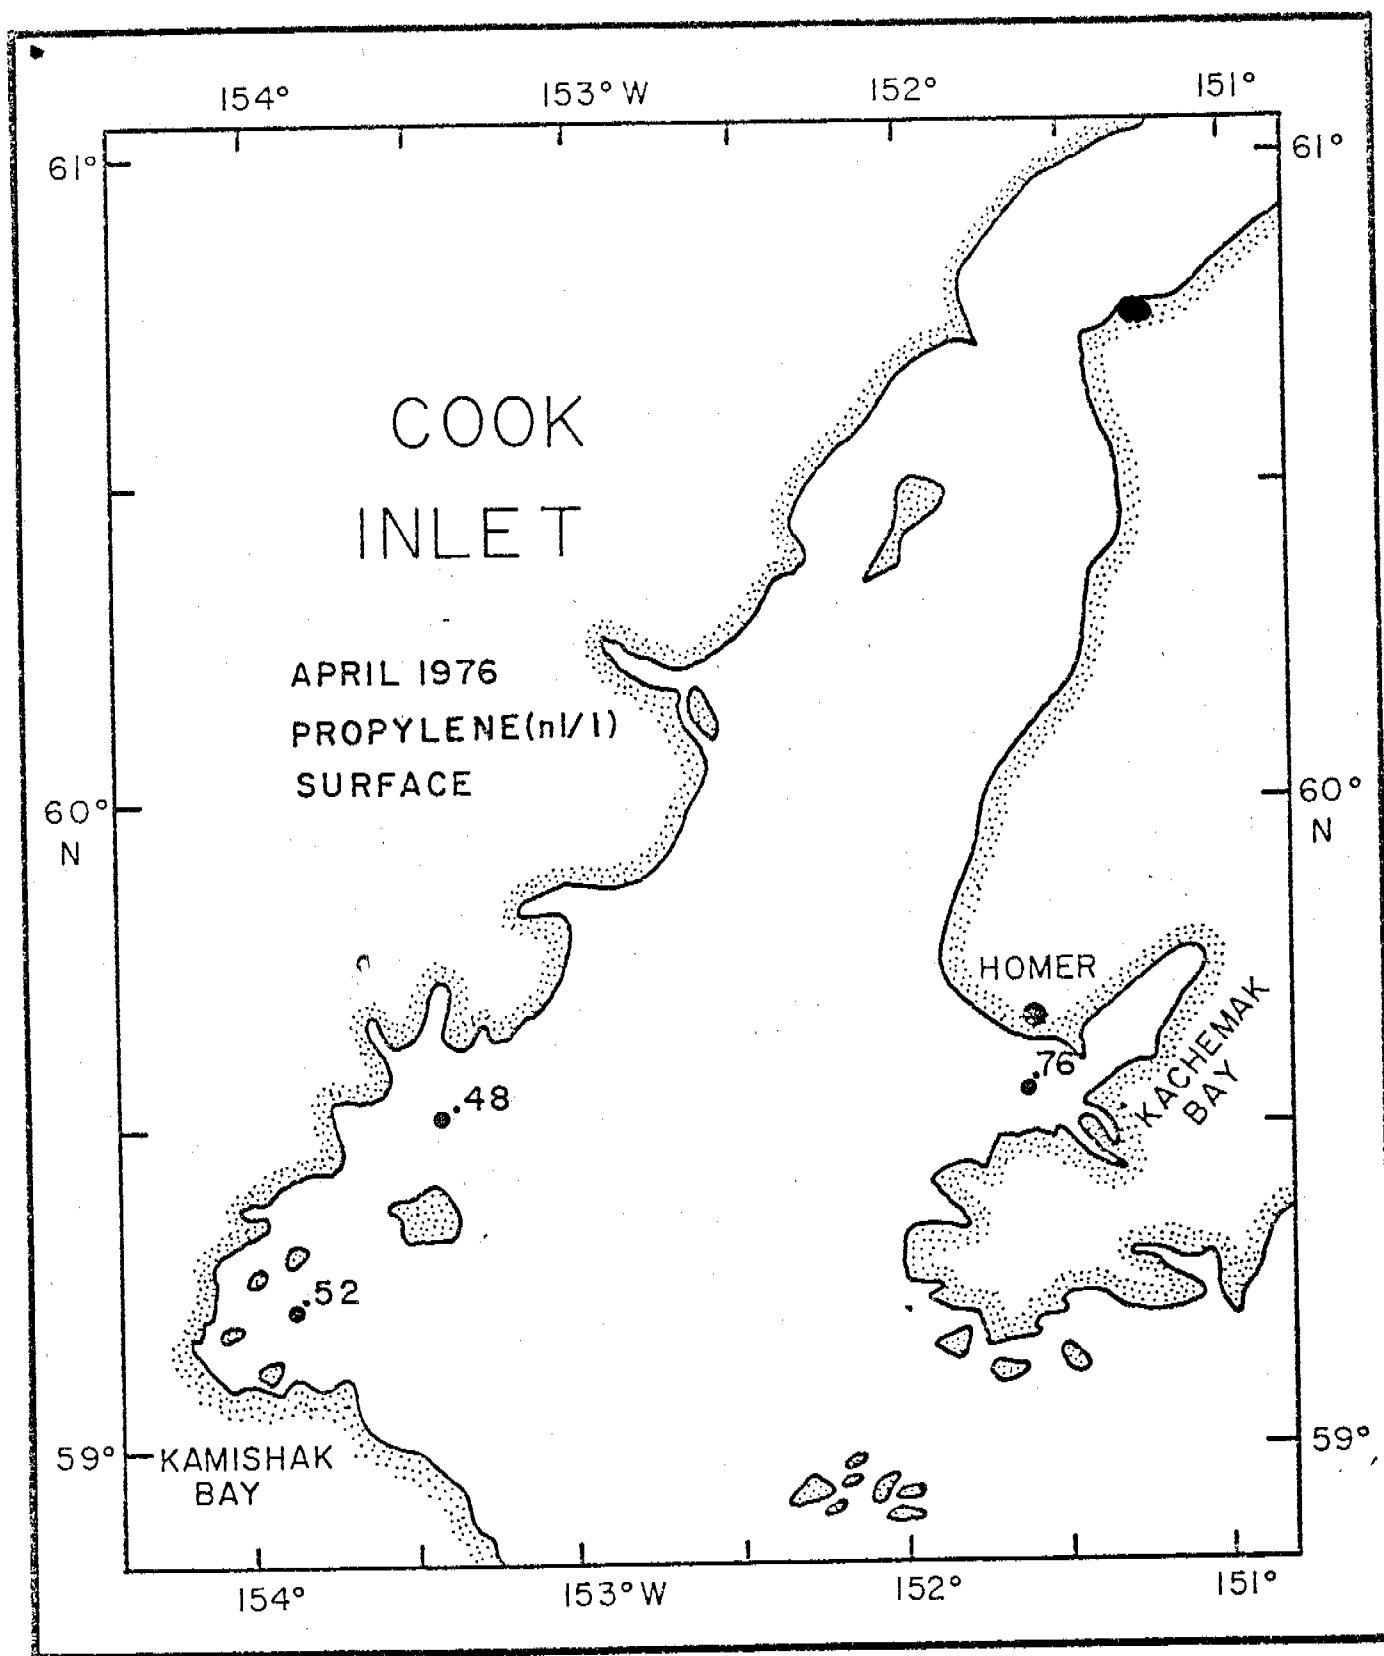 154° 153° W 152° 151°
61° 61°
COOK
INLET
APRIL 1976
PROPYLENE(nl/l)
SURFACE
60° 60°
N N
HOMER
KACHEMAK
BAY
.76
.48
.52
59° 59°
KAMISHAK
BAY
154° 153° W 152° 151°